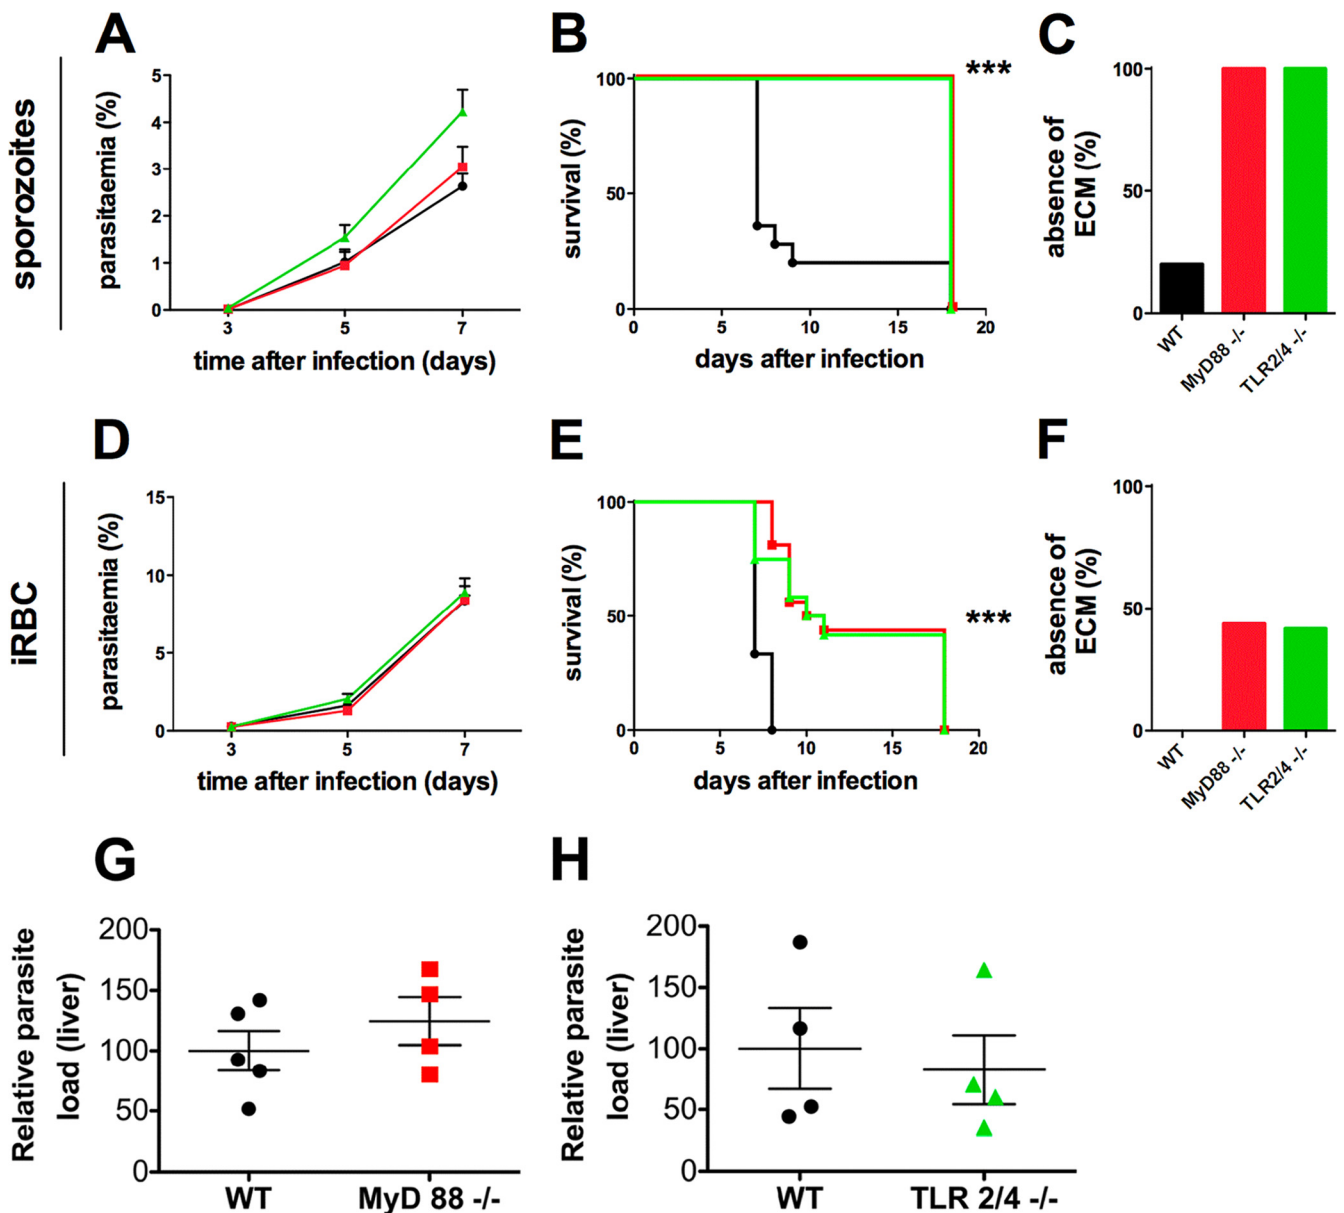 A
B
C
sporozoites
parasitaemia (%)
5
4
3
2
1
0
3
5
7
time after infection (days)
survival (%)
100
50
0
0
5
10
15
20
***
days after infection
absence of
ECM (%)
100
50
0
WT
MyD88 -/-
TLR2/4 -/-
D
E
F
iRBC
parasitaemia (%)
15
10
5
0
3
5
7
time after infection (days)
survival (%)
100
50
0
0
5
10
15
20
***
days after infection
absence of
ECM (%)
100
50
0
WT
MyD88 -/-
TLR2/4 -/-
G
H
Relative parasite
load (liver)
200
150
100
50
0
WT
MyD 88 -/-
Relative parasite
load (liver)
200
150
100
50
0
WT
TLR 2/4 -/-